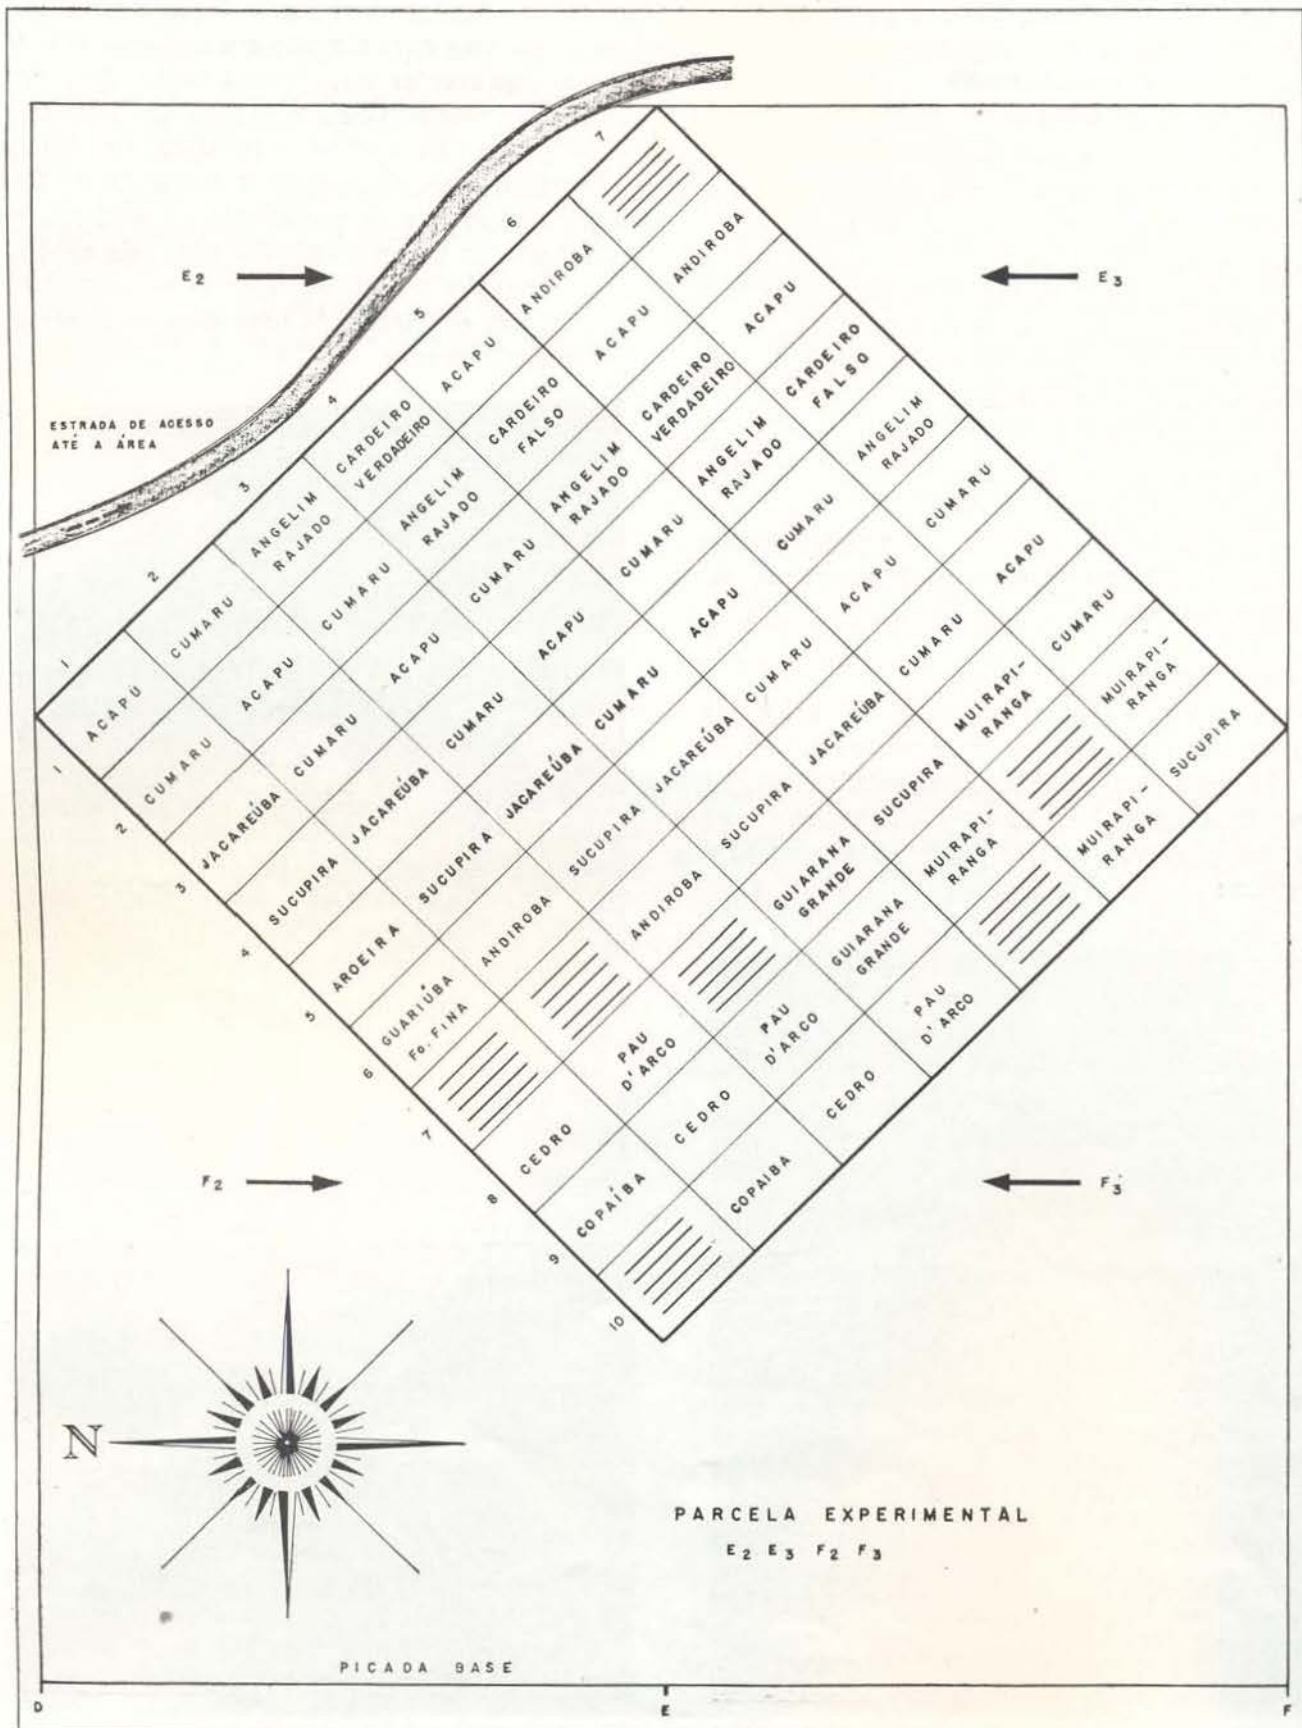 7
6
ANDIROBA
ANDIROBA
E2
E3
5
ACAPU
ACAPU
ACAPU
CARDEIRO
FALSO
CARDEIRO
VERDADEIRO
4
CARDEIRO
VERDADEIRO
CARDEIRO
FALSO
ANGELIM
RAJADO
ANGELIM
RAJADO
ESTRADA DE ACESSO
ATÉ A ÁREA
3
ANGELIM
RAJADO
ANGELIM
RAJADO
ANGELIM
RAJADO
CUMARU
CUMARU
2
CUMARU
CUMARU
CUMARU
CUMARU
ACAPU
ACAPU
1
ACAPÚ
ACAPU
ACAPU
ACAPU
ACAPU
CUMARU
CUMARU
1
CUMARU
CUMARU
CUMARU
CUMARU
CUMARU
MUIRAPI-
RANGA
MUIRAPI-
RANGA
2
JACAREÚBA
JACAREÚBA
JACAREÚBA
JACAREÚBA
JACAREÚBA
SUCUPIRA
SUCUPIRA
3
SUCUPIRA
SUCUPIRA
SUCUPIRA
SUCUPIRA
GUIARANA
GRANDE
MUIRAPI-
RANGA
MUIRAPI-
RANGA
4
AROEIRA
ANDIROBA
ANDIROBA
GUIARANA
GRANDE
5
GUARIÚBA
Fo. FINA
PAU
D'ARCO
PAU
D'ARCO
PAU
D'ARCO
6
7
CEDRO
CEDRO
CEDRO
F2
F3
8
COPAÍBA
COPAIBA
9
10
N
PARCELA EXPERIMENTAL
E2 E3 F2 F3
PICADA BASE
D
E
F